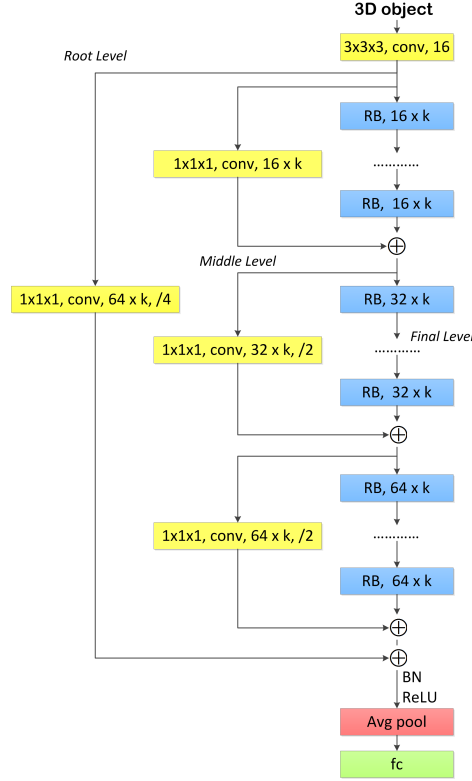 3D object
3x3x3, conv, 16
Root Level
RB, 16 x k
1x1x1, conv, 16 x k
............
RB, 16 x k
Middle Level
1x1x1, conv, 64 x k, /4
RB, 32 x k
Final Level
1x1x1, conv, 32 x k, /2
............
RB, 32 x k
RB, 64 x k
1x1x1, conv, 64 x k, /2
............
RB, 64 x k
BN
ReLU
Avg pool
fc